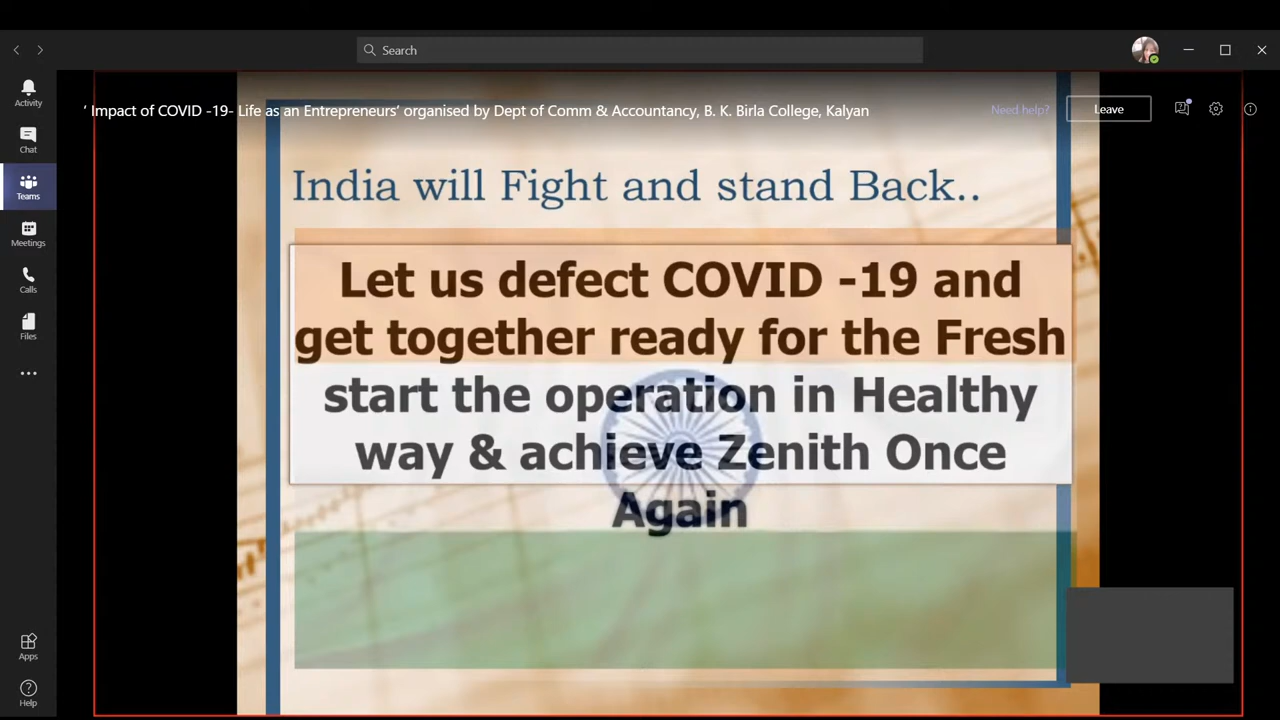 Search
Activity
Chat
Teams
Meetings
Calls
Files
Apps
Help
‘ Impact of COVID -19- Life as an Entrepreneurs’ organised by Dept of Comm & Accountancy, B. K. Birla College, Kalyan
Need help?
Leave
India will Fight and stand Back..
Let us defect COVID -19 and
get together ready for the Fresh
start the operation in Healthy
way & achieve Zenith Once
Again